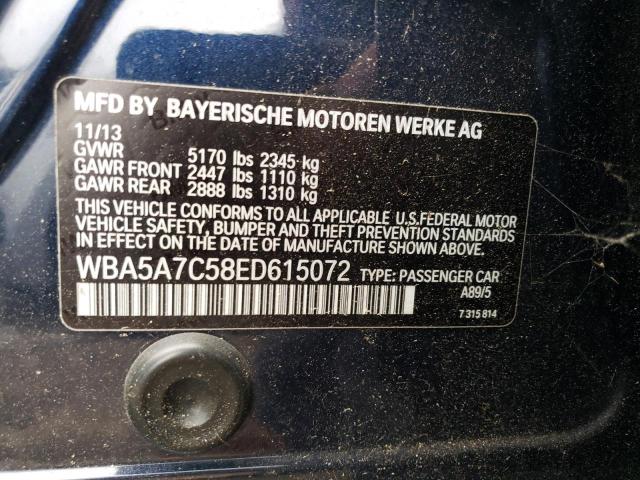 MFD BY BAYERISCHE MOTOREN WERKE AG
11/13
GVWR 5170 lbs 2345 kg
GAWR FRONT 2447 lbs 1110 kg
GAWR REAR 2888 lbs 1310 kg
THIS VEHICLE CONFORMS TO ALL APPLICABLE U.S.FEDERAL MOTOR
VEHICLE SAFETY, BUMPER AND THEFT PREVENTION STANDARDS
IN EFFECT ON THE DATE OF MANUFACTURE SHOWN ABOVE.
WBA5A7C58ED615072 TYPE: PASSENGER CAR
A89/5
7 315 814